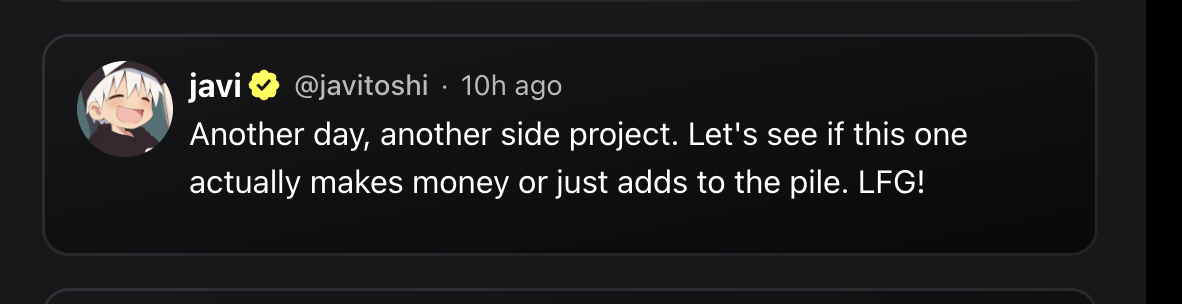 javi @javitoshi · 10h ago
Another day, another side project. Let's see if this one
actually makes money or just adds to the pile. LFG!